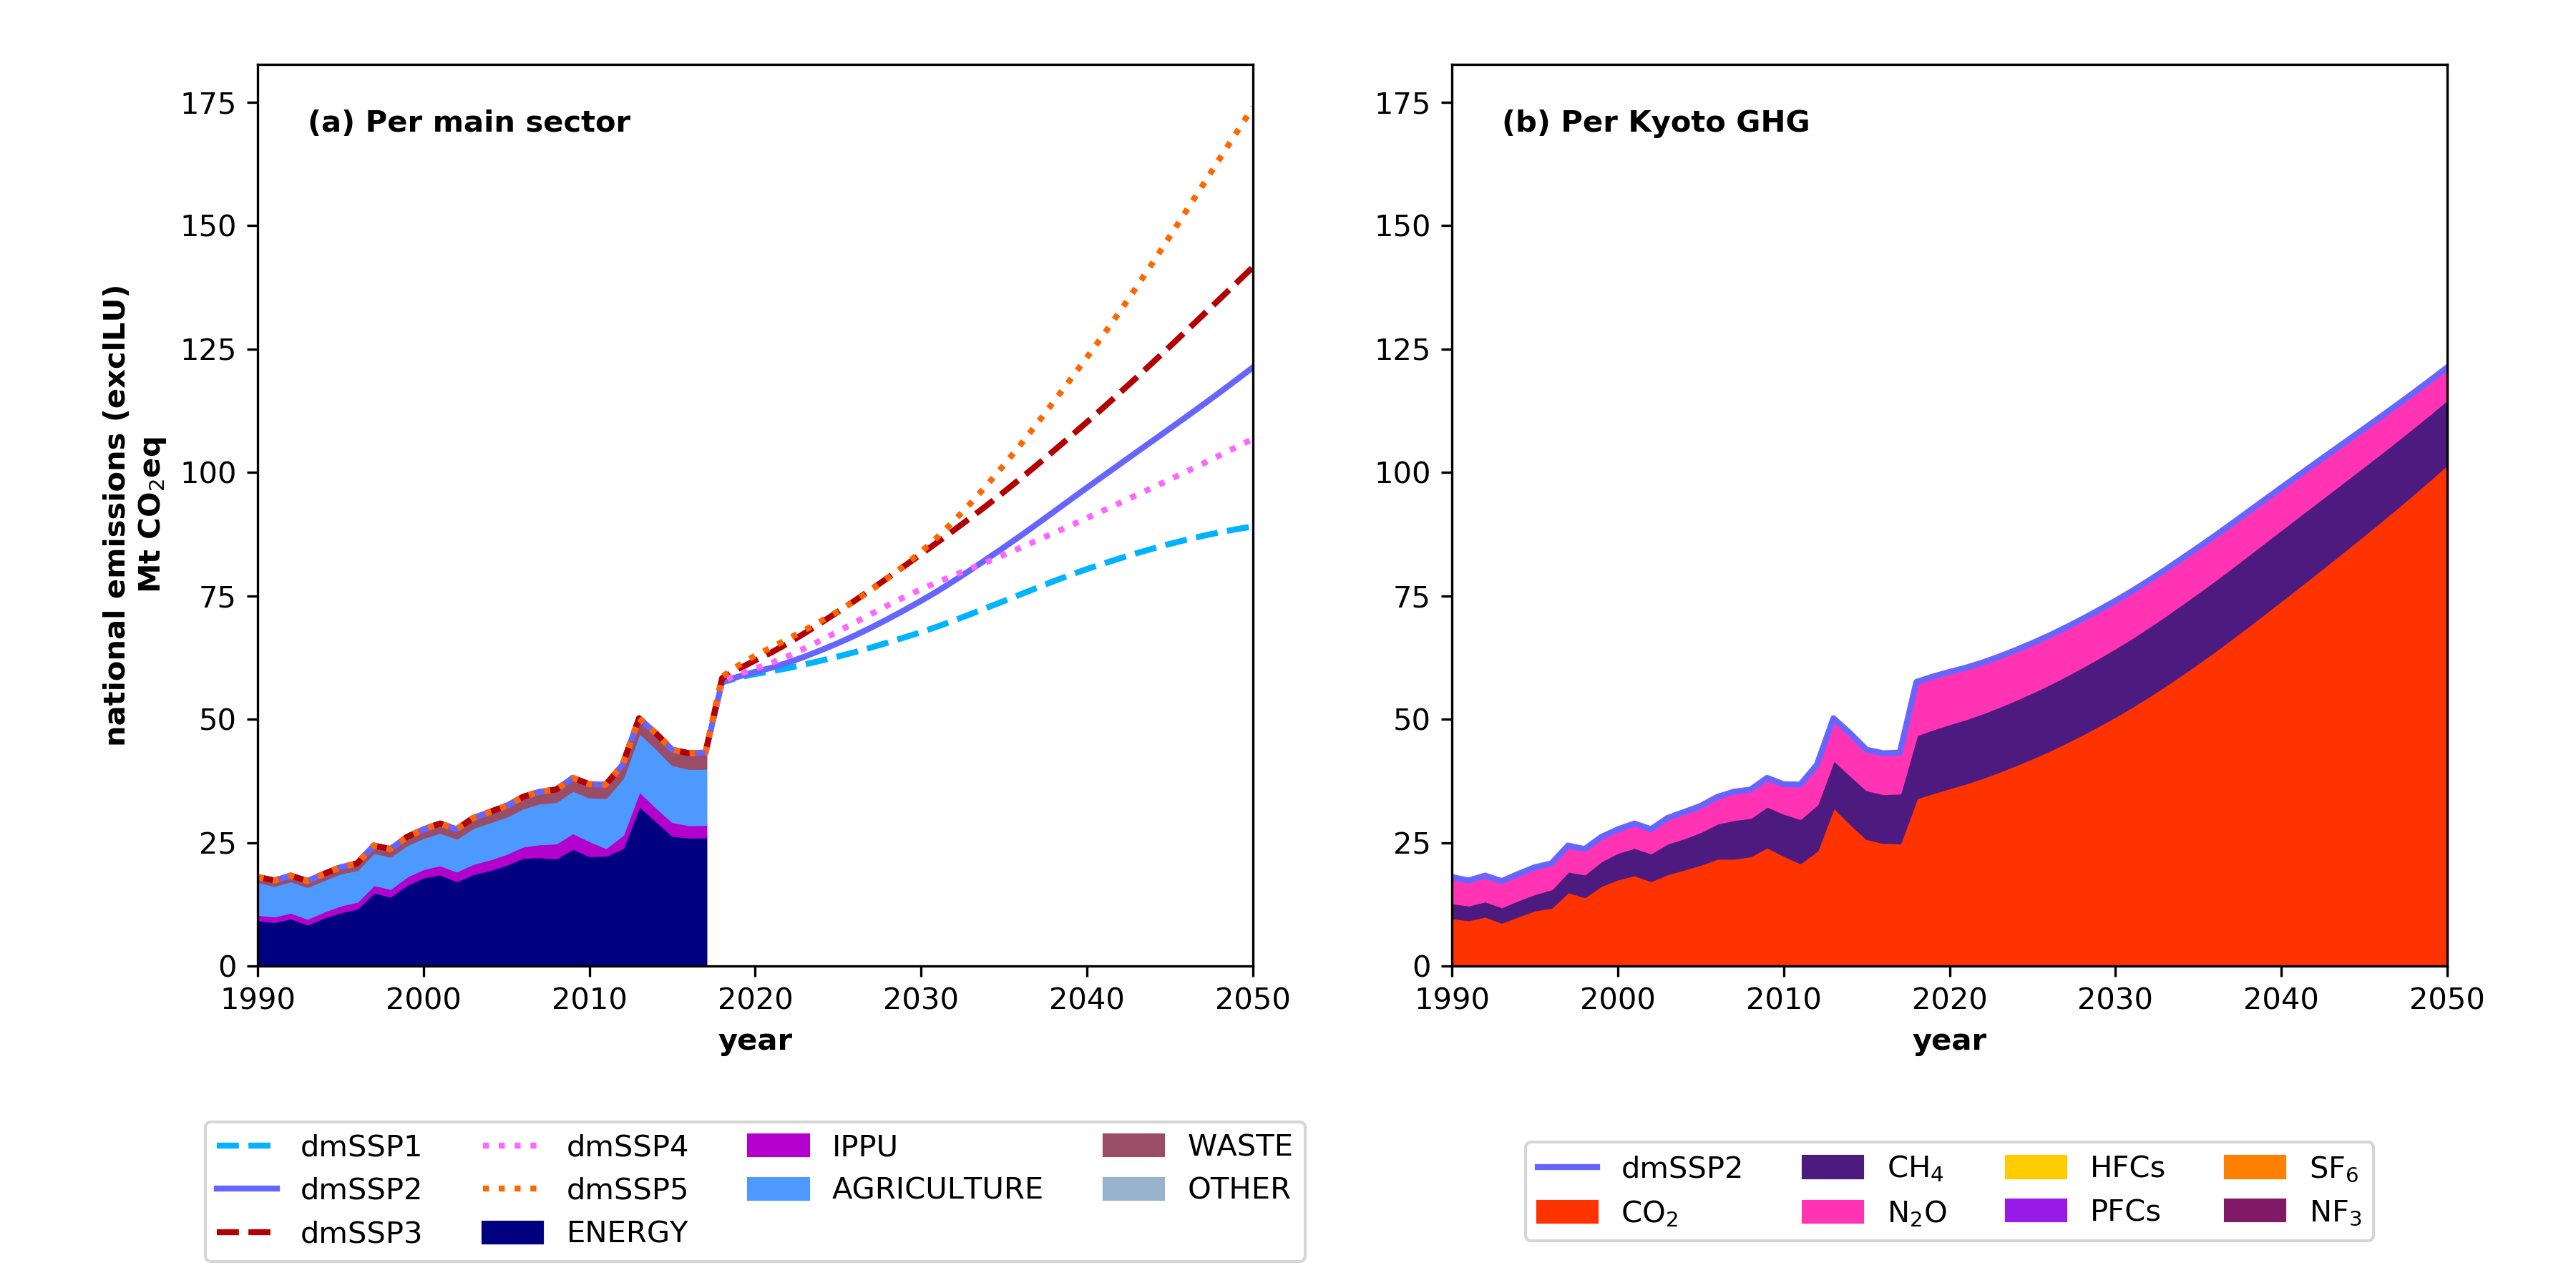 (a) Per main sector
national emissions (exclLU)
Mt CO₂eq
175
150
125
100
75
50
25
0
1990 2000 2010 2020 2030 2040 2050
year
dmSSP1 dmSSP4 IPPU WASTE
dmSSP2 dmSSP5 AGRICULTURE OTHER
dmSSP3 ENERGY
(b) Per Kyoto GHG
175
150
125
100
75
50
25
0
1990 2000 2010 2020 2030 2040 2050
year
dmSSP2 CH₄ HFCs SF₆
CO₂ N₂O PFCs NF₃